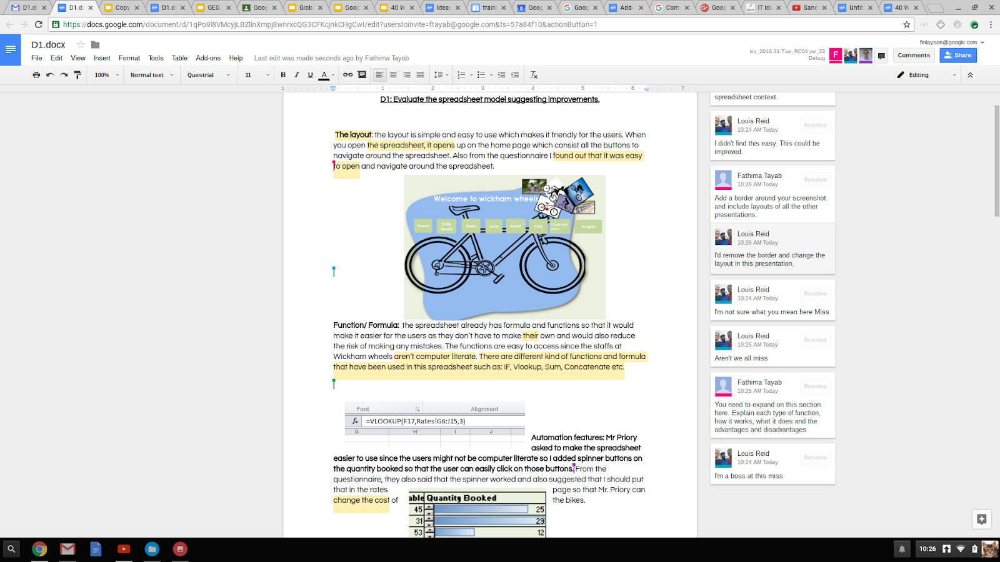 D1.do
D1.do
Copy
D1.d
GEG
Goog
Globa
Goog
40 W
Ideas
traini
Goog
Goog
Add-o
Com
Goog
IT Ide
Sand
Untit
40 W
https://docs.google.com/document/d/1qPo9l8VMcyjLBZllnXmpj8wnrxcQG3CFKcjnkCHgCwI/edit?userstoinvite=ftayab@google.com&ts=57a84f10&actionButton=1
D1.docx
finlayson@google.com
File Edit View Insert Format Tools Table Add-ons Help Last edit was made seconds ago by Fathima Tayab
kix_2016.31-Tue_RC04 yw_33
Debug
F
Comments
Share
100% Normal text Questrial 11 B I U A Editing
1 1 2 3 4 5 6 7
D1: Evaluate the spreadsheet model suggesting improvements.
The layout: the layout is simple and easy to use which makes it friendly for the users. When
you open the spreadsheet, it opens up on the home page which consist all the buttons to
navigate around the spreadsheet. Also from the questionnaire I found out that it was easy
to open and navigate around the spreadsheet.
Welcome to wickham wheels
Home
Daily
Rental
Rates
Save
Reset
Print
Close and
Save
Graphs
Function/ Formula: the spreadsheet already has formula and functions so that it would
make it easier for the users as they don't have to make their own and would also reduce
the risk of making any mistakes. The functions are easy to access since the staffs at
Wickham wheels aren't computer literate. There are different kind of functions and formula
that have been used in this spreadsheet such as: IF, Vlookup, Sum, Concatenate etc.
Font Alignment
fx =VLOOKUP(F17,Rates!G6:J15,3)
G H I J
Automation features: Mr Priory
asked to make the spreadsheet
easier to use since the users might not be computer literate so I added spinner buttons on
the quantity booked so that the user can easily click on those buttons. From the
questionnaire, they also said that the spinner worked and also suggested that I should put
that in the rates page so that Mr. Priory can
change the cost of the bikes.
able Quantity Booked
45 25
31 29
53 12
spreadsheet context.
Louis Reid
10:24 AM Today
Resolve
I didn't find this easy. This could be
improved.
Fathima Tayab
10:26 AM Today
Resolve
Add a border around your screenshot
and include layouts of all the other
presentations.
Louis Reid
10:26 AM Today
I'd remove the border and change the
layout in this presentation.
Louis Reid
10:24 AM Today
Resolve
I'm not sure what you mean here Miss
Louis Reid
10:25 AM Today
Resolve
Aren't we all miss
Fathima Tayab
10:25 AM Today
Resolve
You need to expand on this section
here. Explain each type of function,
how it works, what it does and the
advantages and disadvantages
Louis Reid
10:24 AM Today
Resolve
I'm a boss at this miss
10:26